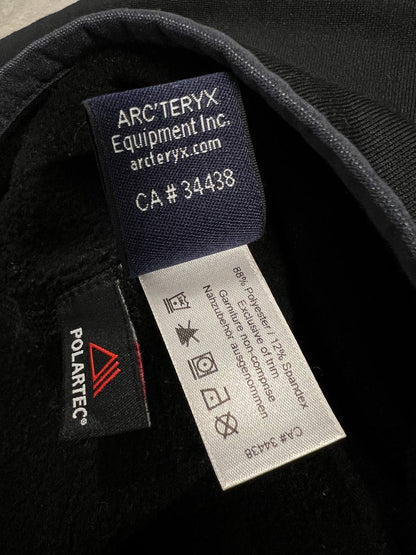 ARC'TERYX
Equipment Inc.
arcteryx.com
CA # 34438
88% Polyester / 12% Spandex
Exclusive of trim
Garniture non-comprise
Nahzubehör ausgenommen
CA# 34438
POLARTEC®